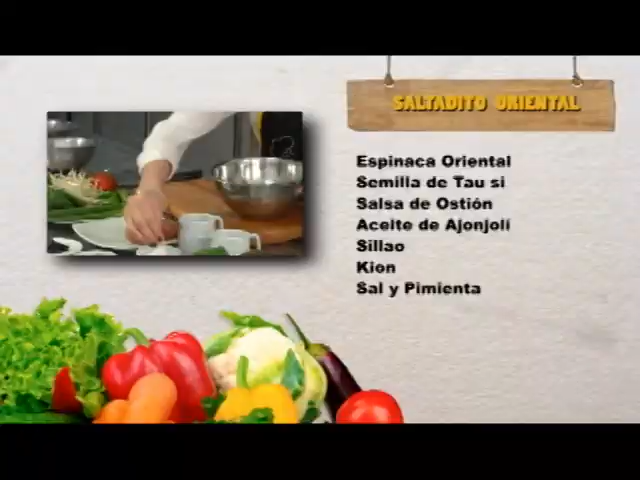 SALTADITO ORIENTAL
Espinaca Oriental
Semilla de Tau si
Salsa de Ostión
Aceite de Ajonjolí
Sillao
Kion
Sal y Pimienta